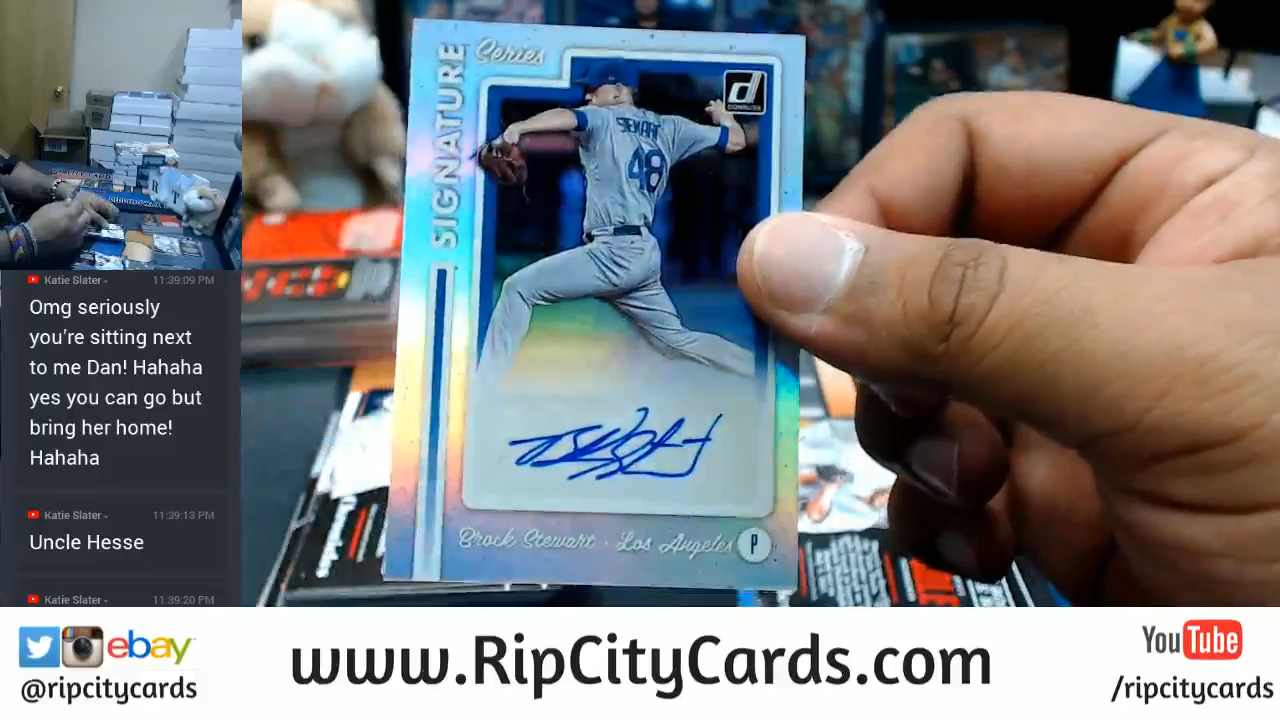 SIGNATURE
Series
DONRUSS
STEWART
48
Brock Stewart · Los Angeles P
Katie Slater - 11:39:09 PM
Omg seriously
you're sitting next
to me Dan! Hahaha
yes you can go but
bring her home!
Hahaha
Katie Slater - 11:39:13 PM
Uncle Hesse
Katie Slater - 11:39:20 PM
ebay
@ripcitycards
www.RipCityCards.com
YouTube
/ripcitycards